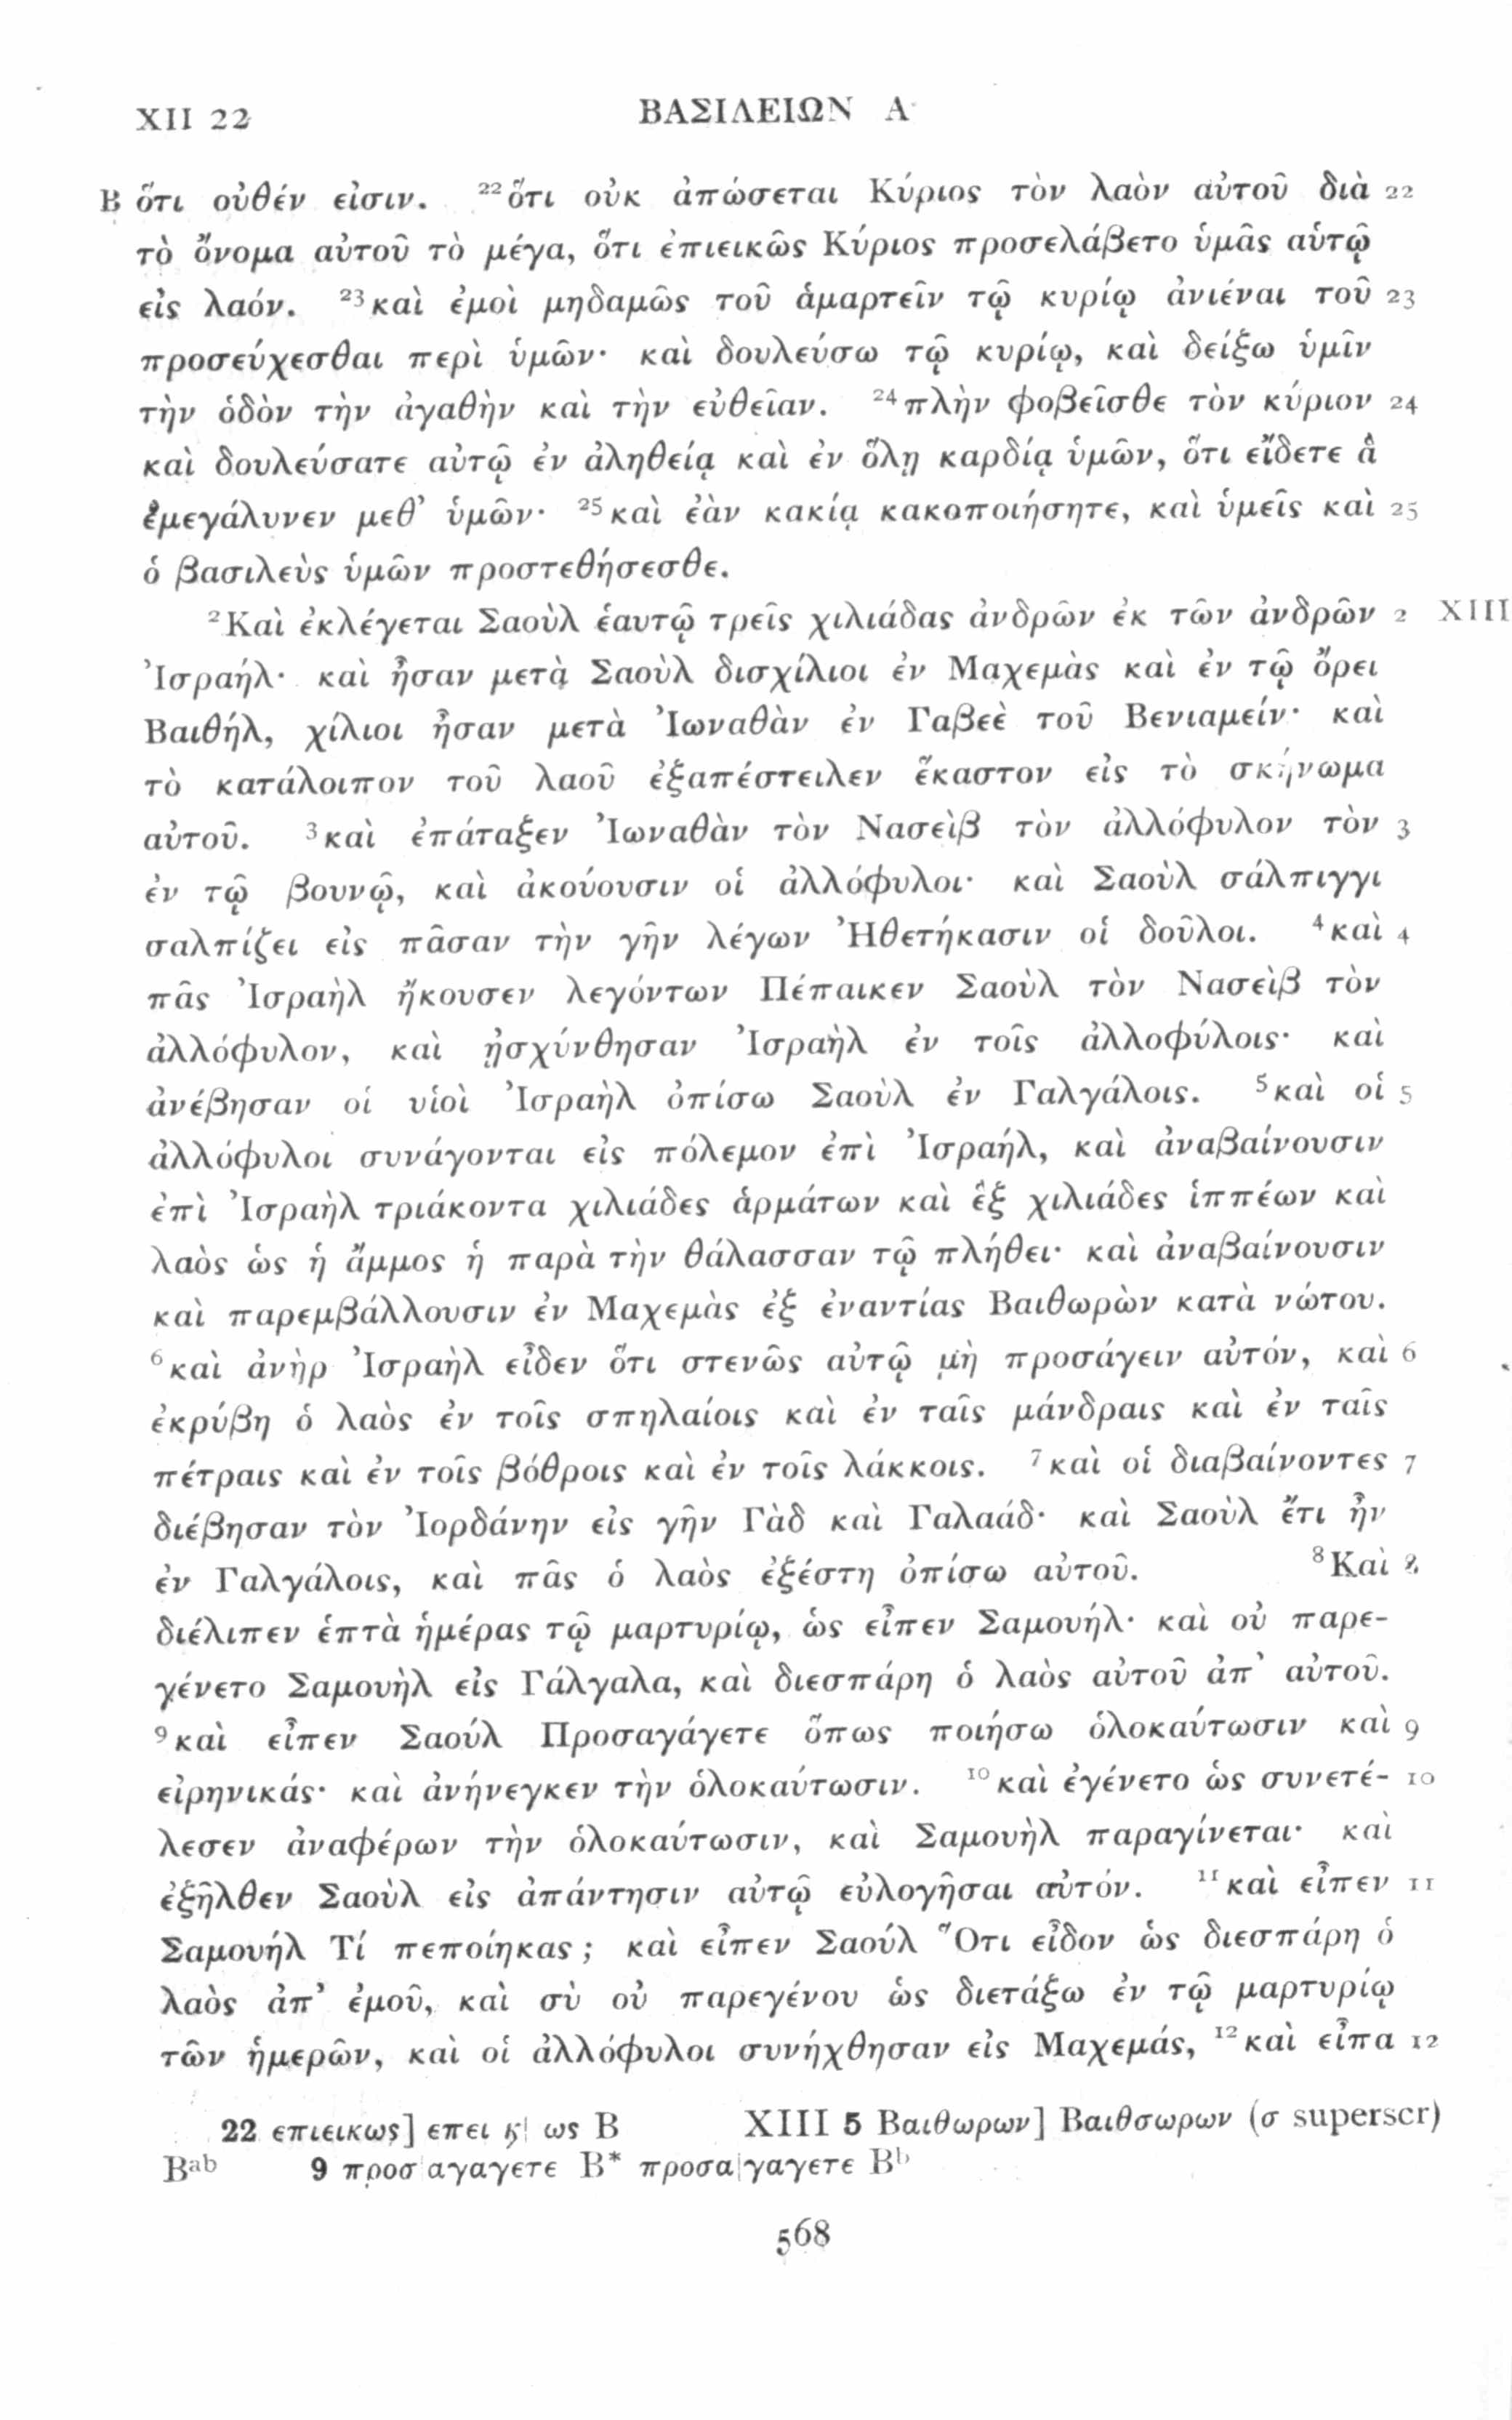 XII 22 ΒΑΣΙΛΕΙΩΝ Α
B ὅτι οὐθέν εἰσιν. ²²ὅτι οὐκ ἀπώσεται Κύριος τὸν λαὸν αὐτοῦ διὰ 22
τὸ ὄνομα αὐτοῦ τὸ μέγα, ὅτι ἐπιεικῶς Κύριος προσελάβετο ὑμᾶς αὑτῷ
εἰς λαόν. ²³καὶ ἐμοὶ μηδαμῶς τοῦ ἁμαρτεῖν τῷ κυρίῳ ἀνιέναι τοῦ 23
προσεύχεσθαι περὶ ὑμῶν· καὶ δουλεύσω τῷ κυρίῳ, καὶ δείξω ὑμῖν
τὴν ὁδὸν τὴν ἀγαθὴν καὶ τὴν εὐθεῖαν. ²⁴πλὴν φοβεῖσθε τὸν κύριον 24
καὶ δουλεύσατε αὐτῷ ἐν ἀληθείᾳ καὶ ἐν ὅλῃ καρδίᾳ ὑμῶν, ὅτι εἴδετε ἃ
ἐμεγάλυνεν μεθ᾽ ὑμῶν· ²⁵καὶ ἐὰν κακίᾳ κακοποιήσητε, καὶ ὑμεῖς καὶ 25
ὁ βασιλεὺς ὑμῶν προστεθήσεσθε.
²Καὶ ἐκλέγεται Σαοὺλ ἑαυτῷ τρεῖς χιλιάδας ἀνδρῶν ἐκ τῶν ἀνδρῶν 2 XIII
Ἰσραήλ· καὶ ἦσαν μετὰ Σαοὺλ δισχίλιοι ἐν Μαχεμὰς καὶ ἐν τῷ ὄρει
Βαιθήλ, χίλιοι ἦσαν μετὰ Ἰωναθὰν ἐν Γαβεὲ τοῦ Βενιαμείν· καὶ
τὸ κατάλοιπον τοῦ λαοῦ ἐξαπέστειλεν ἕκαστον εἰς τὸ σκήνωμα
αὐτοῦ. ³καὶ ἐπάταξεν Ἰωναθὰν τὸν Νασεὶβ τὸν ἀλλόφυλον τὸν 3
ἐν τῷ βουνῷ, καὶ ἀκούουσιν οἱ ἀλλόφυλοι· καὶ Σαοὺλ σάλπιγγι
σαλπίζει εἰς πᾶσαν τὴν γῆν λέγων Ἠθετήκασιν οἱ δοῦλοι. ⁴καὶ 4
πᾶς Ἰσραὴλ ἤκουσεν λεγόντων Πέπαικεν Σαοὺλ τὸν Νασεὶβ τὸν
ἀλλόφυλον, καὶ ᾐσχύνθησαν Ἰσραὴλ ἐν τοῖς ἀλλοφύλοις· καὶ
ἀνέβησαν οἱ υἱοὶ Ἰσραὴλ ὀπίσω Σαοὺλ ἐν Γαλγάλοις. ⁵καὶ οἱ 5
ἀλλόφυλοι συνάγονται εἰς πόλεμον ἐπὶ Ἰσραήλ, καὶ ἀναβαίνουσιν
ἐπὶ Ἰσραὴλ τριάκοντα χιλιάδες ἁρμάτων καὶ ἓξ χιλιάδες ἱππέων καὶ
λαὸς ὡς ἡ ἄμμος ἡ παρὰ τὴν θάλασσαν τῷ πλήθει· καὶ ἀναβαίνουσιν
καὶ παρεμβάλλουσιν ἐν Μαχεμὰς ἐξ ἐναντίας Βαιθωρὼν κατὰ νώτου.
⁶καὶ ἀνὴρ Ἰσραὴλ εἶδεν ὅτι στενῶς αὐτῷ μὴ προσάγειν αὐτόν, καὶ 6
ἐκρύβη ὁ λαὸς ἐν τοῖς σπηλαίοις καὶ ἐν ταῖς μάνδραις καὶ ἐν ταῖς
πέτραις καὶ ἐν τοῖς βόθροις καὶ ἐν τοῖς λάκκοις. ⁷καὶ οἱ διαβαίνοντες 7
διέβησαν τὸν Ἰορδάνην εἰς γῆν Γὰδ καὶ Γαλαάδ· καὶ Σαοὺλ ἔτι ἦν
ἐν Γαλγάλοις, καὶ πᾶς ὁ λαὸς ἐξέστη ὀπίσω αὐτοῦ. ⁸Καὶ 8
διέλιπεν ἑπτὰ ἡμέρας τῷ μαρτυρίῳ, ὡς εἶπεν Σαμουήλ· καὶ οὐ παρε-
γένετο Σαμουὴλ εἰς Γάλγαλα, καὶ διεσπάρη ὁ λαὸς αὐτοῦ ἀπ᾽ αὐτοῦ.
⁹καὶ εἶπεν Σαούλ Προσαγάγετε ὅπως ποιήσω ὁλοκαύτωσιν καὶ 9
εἰρηνικάς· καὶ ἀνήνεγκεν τὴν ὁλοκαύτωσιν. ¹⁰καὶ ἐγένετο ὡς συνετέ- 10
λεσεν ἀναφέρων τὴν ὁλοκαύτωσιν, καὶ Σαμουὴλ παραγίνεται· καὶ
ἐξῆλθεν Σαοὺλ εἰς ἀπάντησιν αὐτῷ εὐλογῆσαι αὐτόν. ¹¹καὶ εἶπεν 11
Σαμουήλ Τί πεποίηκας; καὶ εἶπεν Σαούλ Ὅτι εἶδον ὡς διεσπάρη ὁ
λαὸς ἀπ᾽ ἐμοῦ, καὶ σὺ οὐ παρεγένου ὡς διετάξω ἐν τῷ μαρτυρίῳ
τῶν ἡμερῶν, καὶ οἱ ἀλλόφυλοι συνήχθησαν εἰς Μαχεμάς, ¹²καὶ εἶπα 12
22 επιεικως] επει κ̅ς̅| ως B XIII 5 Βαιθωρων] Βαιθσωρων (σ superscr)
Bᵃᵇ 9 προσ|αγαγετε B* προσα|γαγετε Bᵇ
568